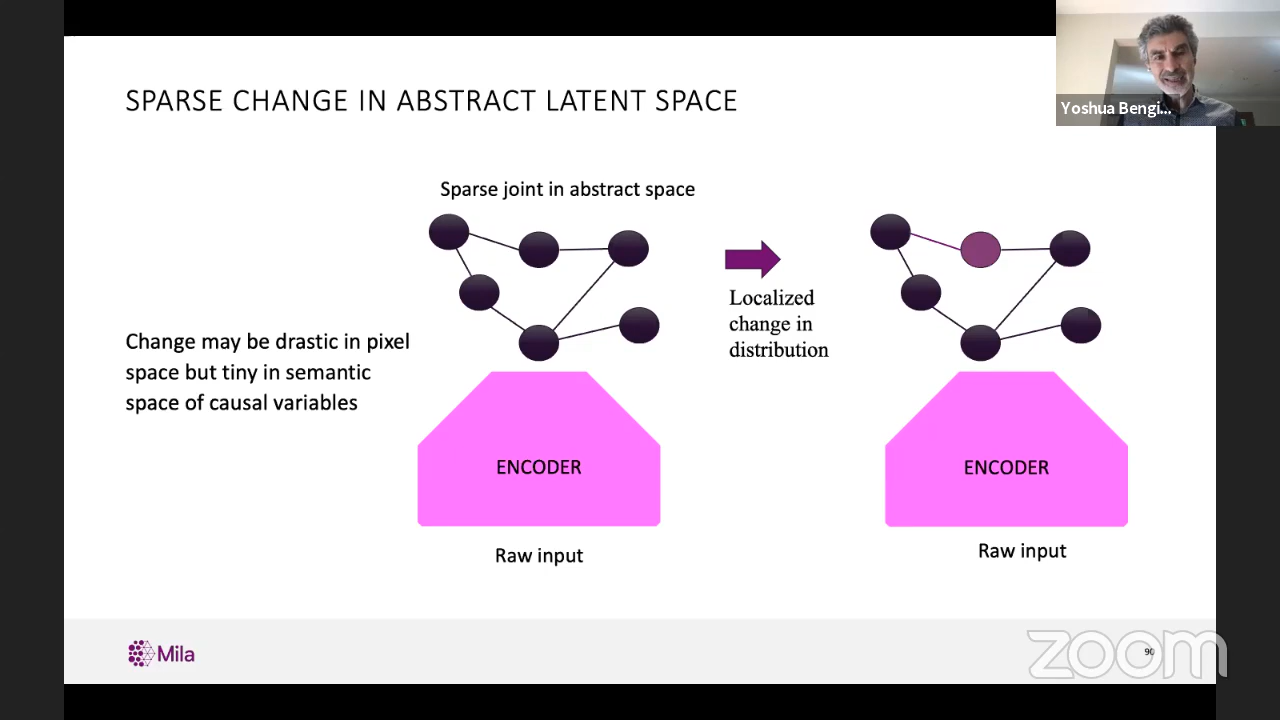 SPARSE CHANGE IN ABSTRACT LATENT SPACE
Yoshua Bengi...
Sparse joint in abstract space
Localized
change in
distribution
Change may be drastic in pixel
space but tiny in semantic
space of causal variables
ENCODER
ENCODER
Raw input
Raw input
Mila
90
zoom